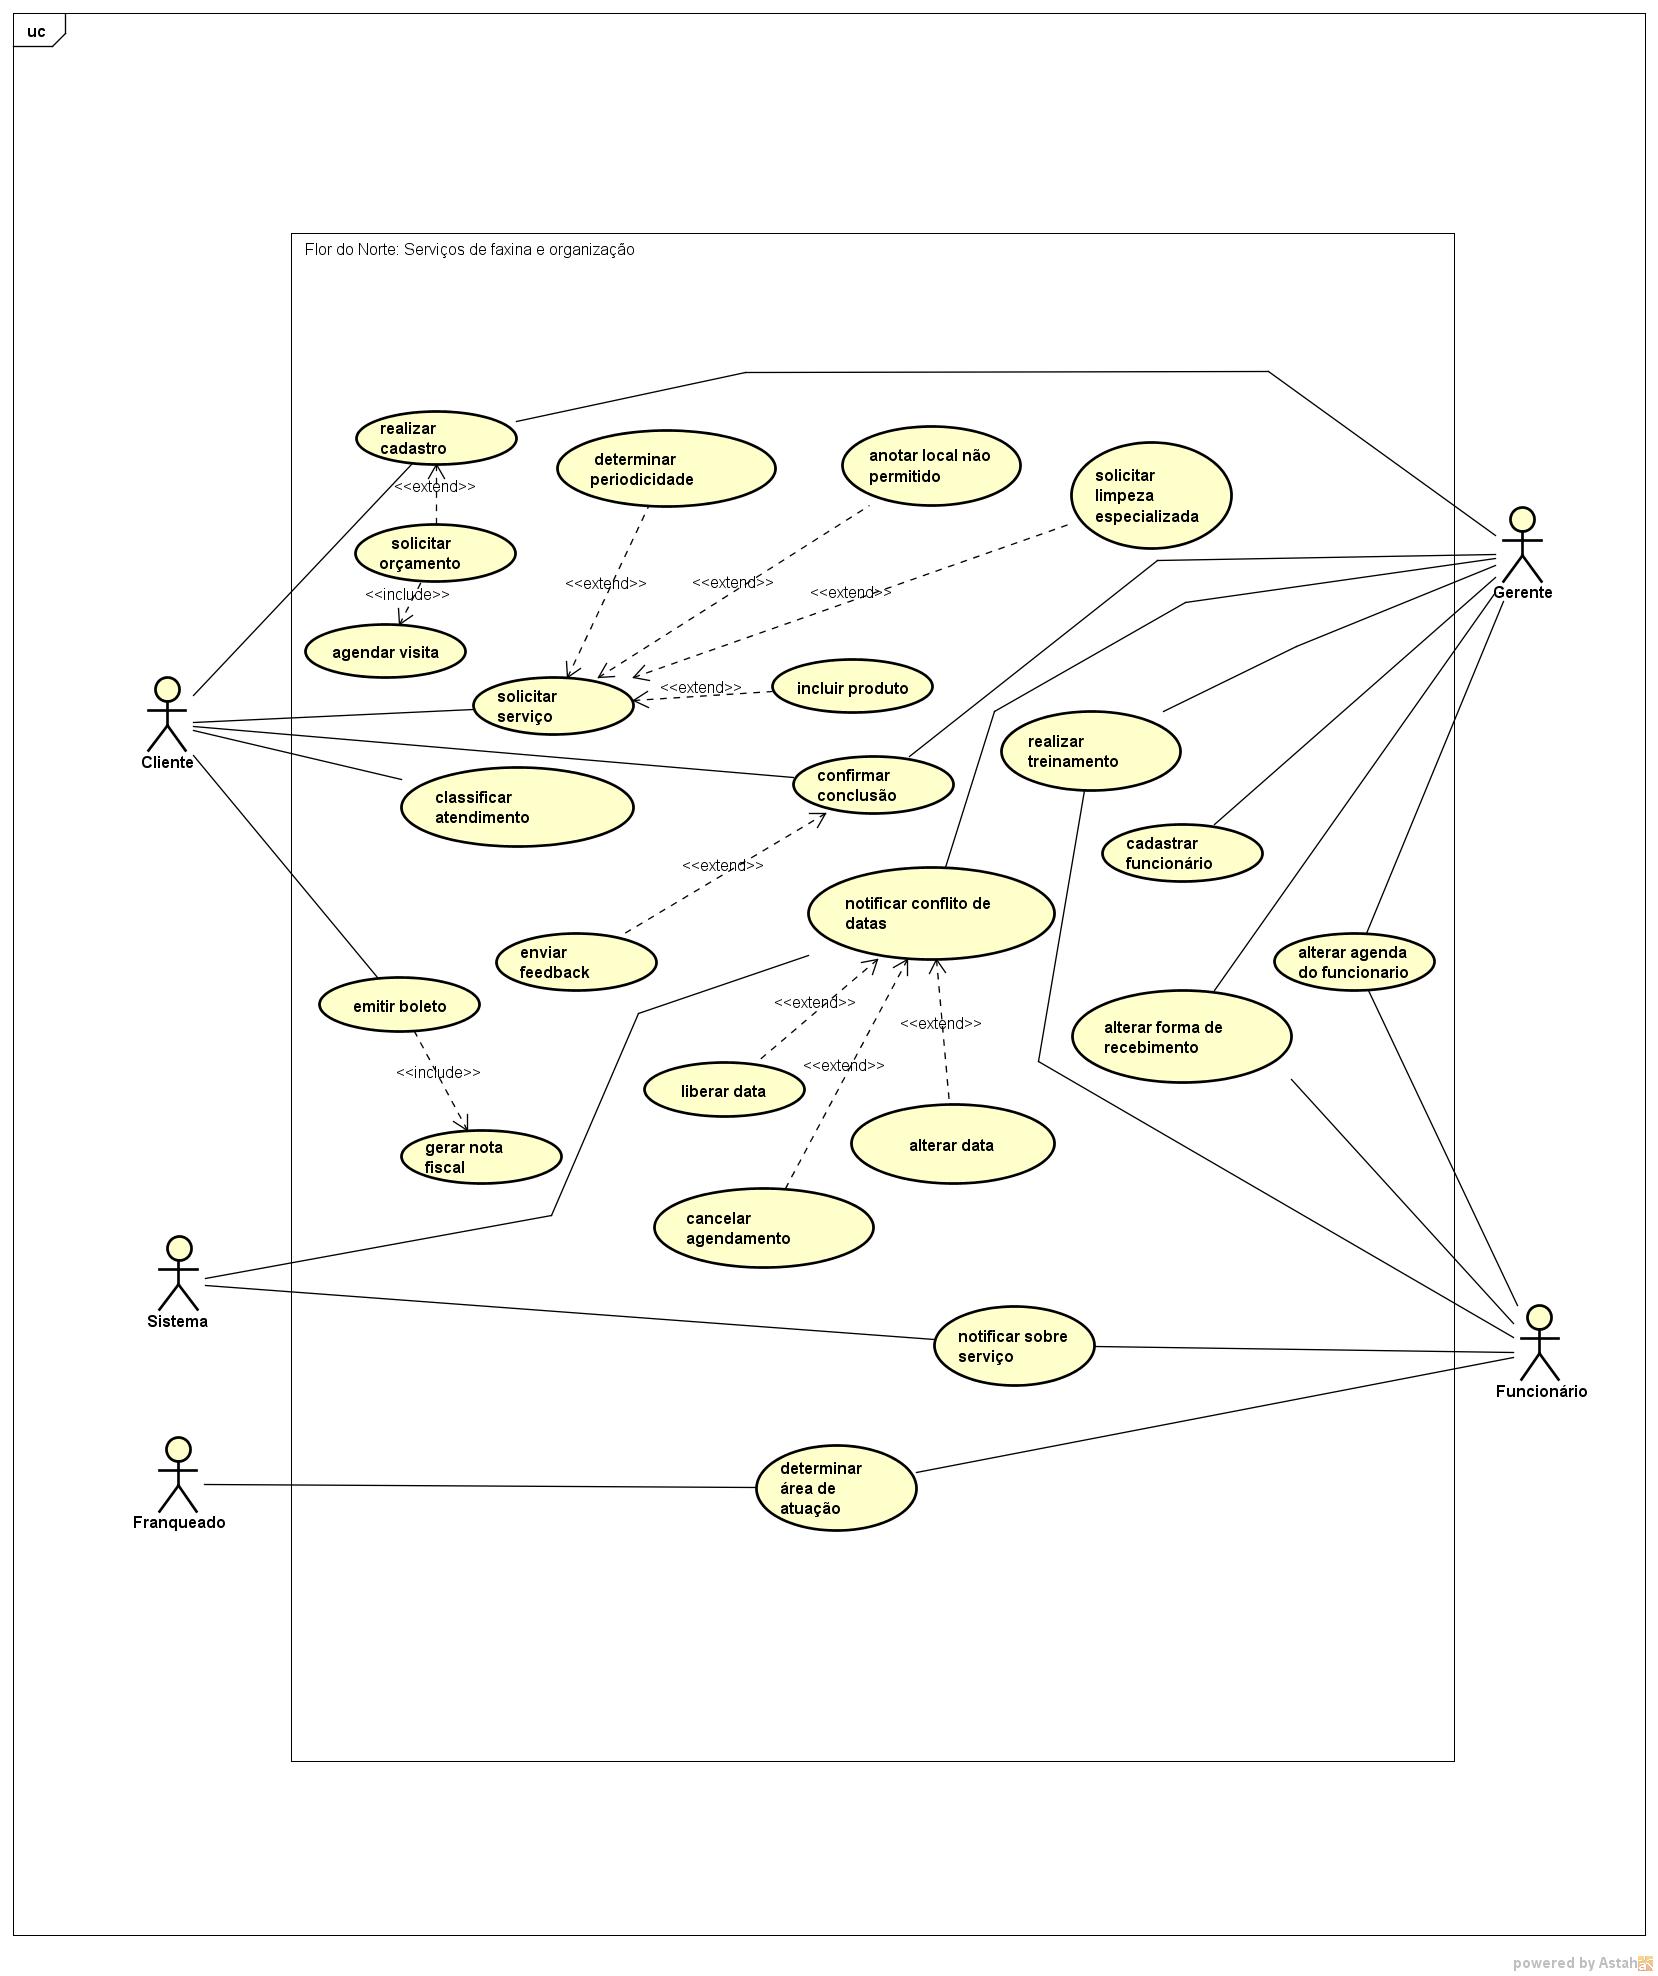 uc
Flor do Norte: Serviços de faxina e organização
realizar
cadastro
<<extend>>
determinar
periodicidade
anotar local não
permitido
solicitar
limpeza
especializada
solicitar
orçamento
<<include>>
<<extend>>
<<extend>>
<<extend>>
Gerente
agendar visita
<<extend>>
incluir produto
solicitar
serviço
Cliente
realizar
treinamento
confirmar
conclusão
classificar
atendimento
cadastrar
funcionário
<<extend>>
notificar conflito de
datas
enviar
feedback
alterar agenda
do funcionario
emitir boleto
<<extend>>
<<extend>>
alterar forma de
recebimento
<<include>>
<<extend>>
liberar data
gerar nota
fiscal
alterar data
cancelar
agendamento
Sistema
notificar sobre
serviço
Funcionário
determinar
área de
atuação
Franqueado
powered by Astah